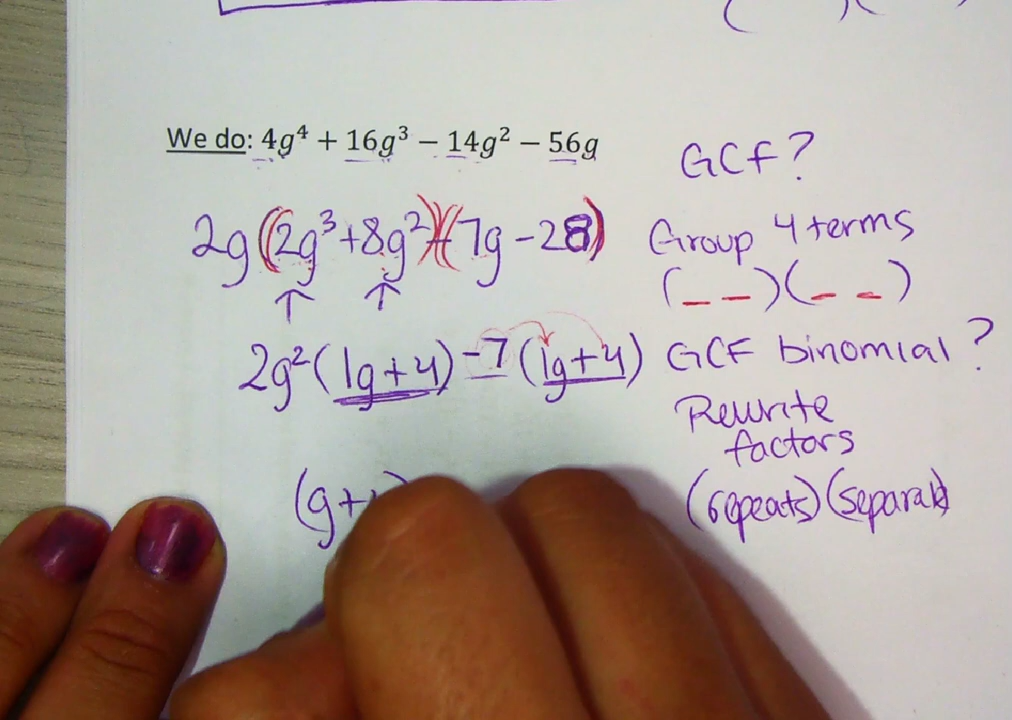 We do: 4g⁴ + 16g³ − 14g² − 56g
GCF?
2g((2g³+8g²)(-7g-28)
Group 4 terms
(_ _)(_ _)
2g²(1g+4) -7(1g+4)
GCF binomial?
Rewrite
factors
(g+
(repeats)(separate)